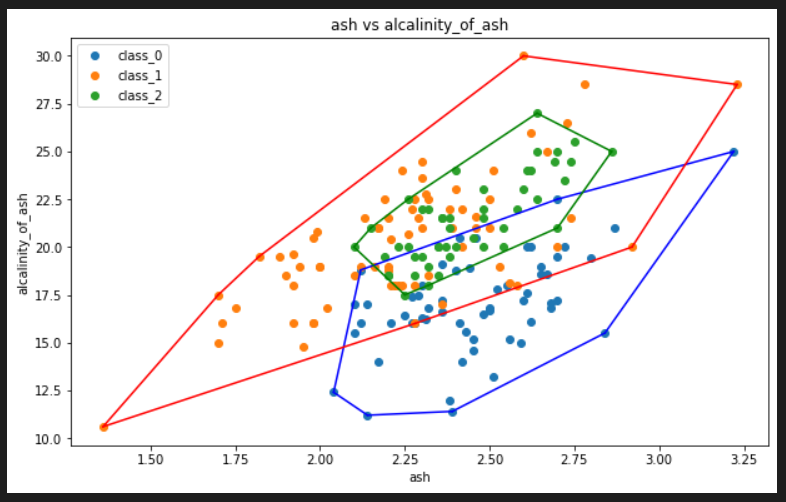 ash vs alcalinity_of_ash
class_0
class_1
class_2
alcalinity_of_ash
30.0
27.5
25.0
22.5
20.0
17.5
15.0
12.5
10.0
1.50
1.75
2.00
2.25
2.50
2.75
3.00
3.25
ash